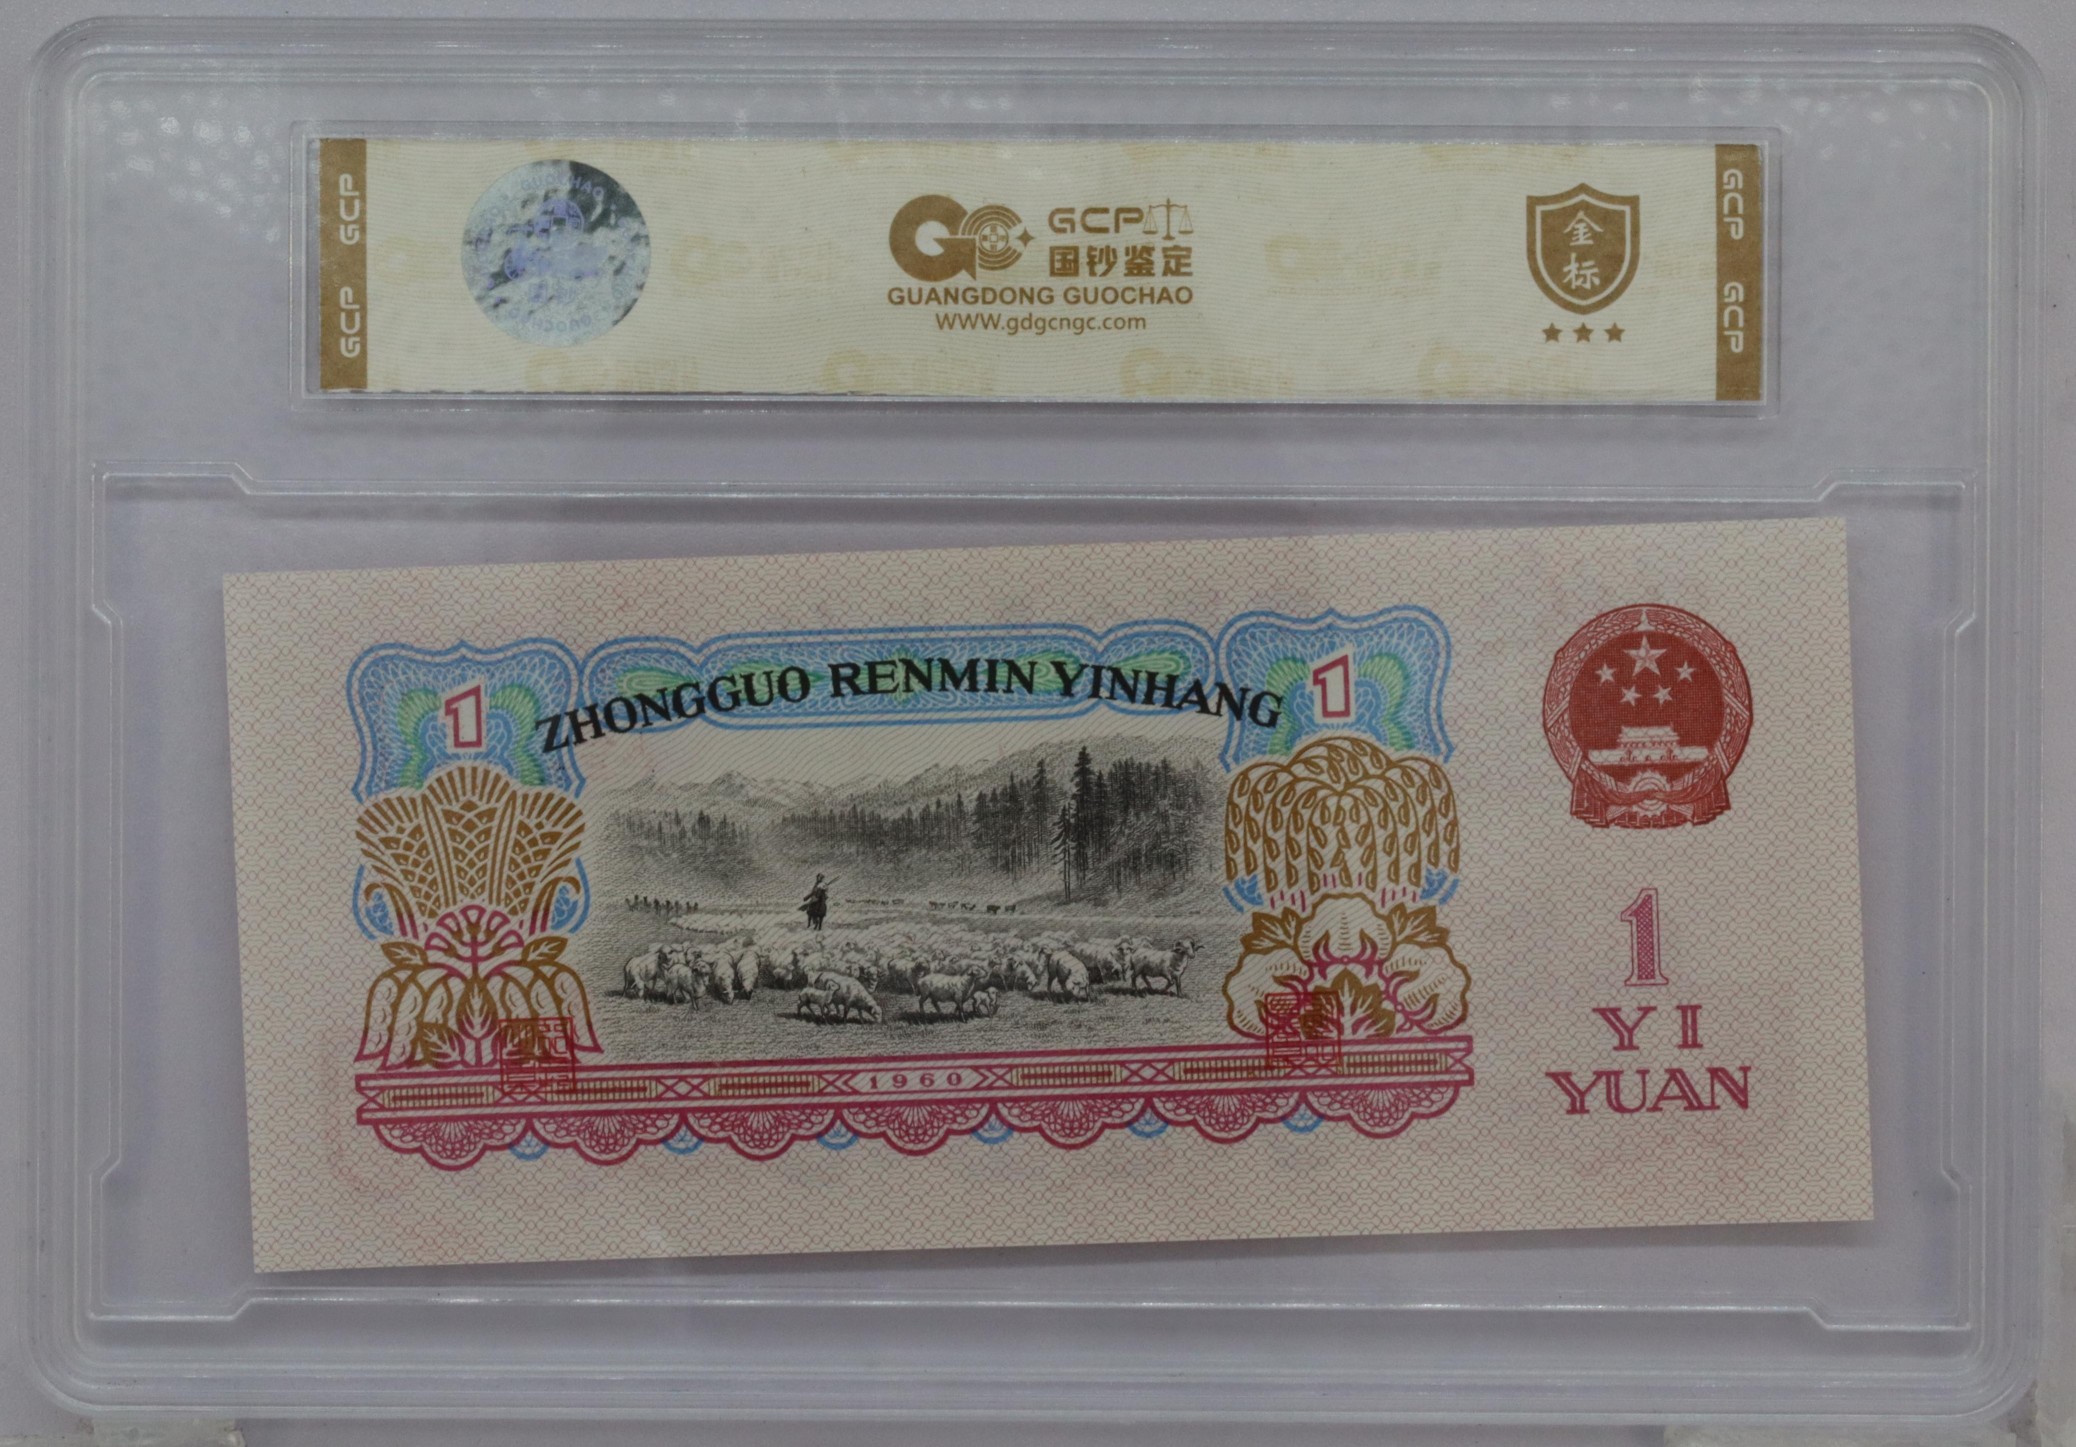 GCP GCP
GCP
国钞鉴定
GUANGDONG GUOCHAO
WWW.gdgcngc.com
金
标
GCP GCP
1 ZHONGGUO RENMIN YINHANG 1
1
YI
YUAN
1960